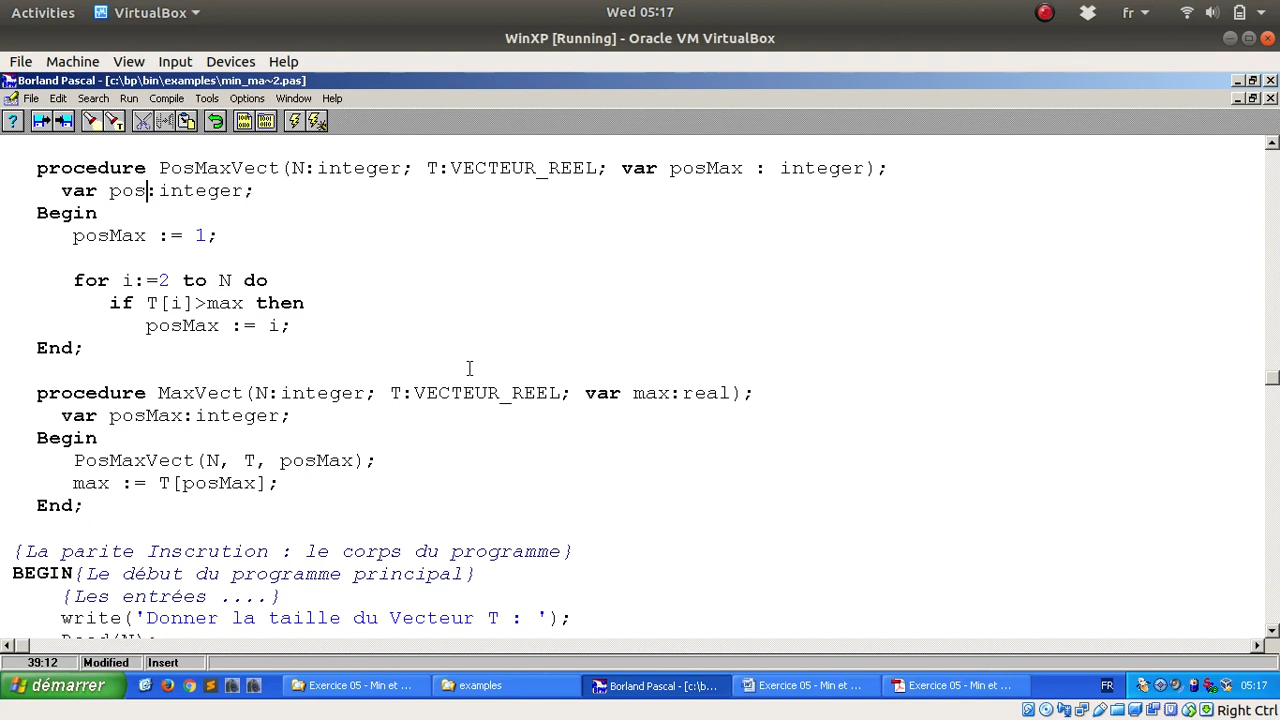 Activities VirtualBox Wed 05:17 fr
WinXP [Running] - Oracle VM VirtualBox
File Machine View Input Devices Help
Borland Pascal - [c:\bp\bin\examples\min_ma~2.pas]
File Edit Search Run Compile Tools Options Window Help
procedure PosMaxVect(N:integer; T:VECTEUR_REEL; var posMax : integer);
var pos:integer;
Begin
posMax := 1;
for i:=2 to N do
if T[i]>max then
posMax := i;
End;
procedure MaxVect(N:integer; T:VECTEUR_REEL; var max:real);
var posMax:integer;
Begin
PosMaxVect(N, T, posMax);
max := T[posMax];
End;
{La parite Inscrution : le corps du programme}
BEGIN{Le début du programme principal}
{Les entrées ....}
write('Donner la taille du Vecteur T : ');
Read(N);
39:12 Modified Insert
démarrer Exercice 05 - Min et ... examples Borland Pascal - [c:\b... Exercice 05 - Min et ... Exercice 05 - Min et ... FR 05:17
Right Ctrl